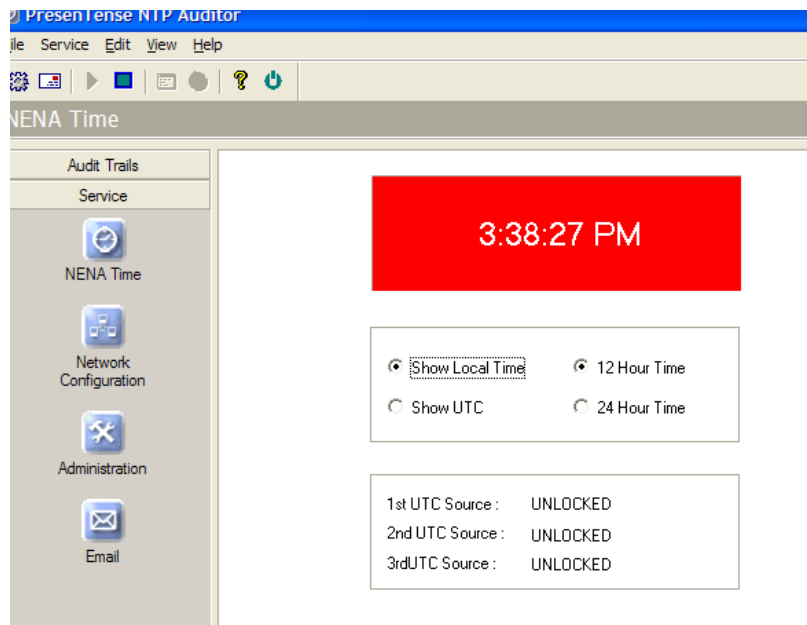 PresenTense NTP Auditor
ile Service Edit View Help
NENA Time
Audit Trails
Service
NENA Time
Network
Configuration
Administration
Email
3:38:27 PM
Show Local Time 12 Hour Time
Show UTC 24 Hour Time
1st UTC Source : UNLOCKED
2nd UTC Source : UNLOCKED
3rdUTC Source : UNLOCKED